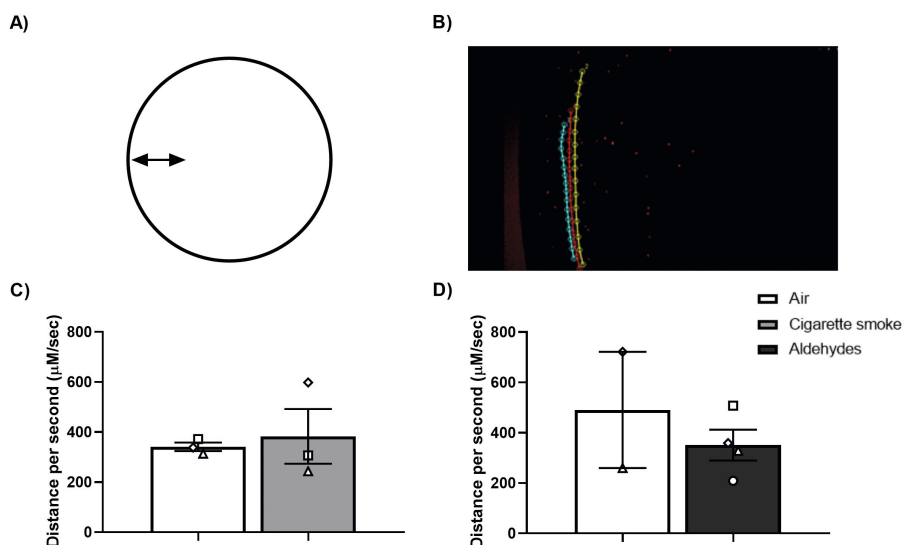 A)
B)
C)
Distance per second (μM/sec)
800
600
400
200
0
D)
Distance per second (μM/sec)
800
600
400
200
0
Air
Cigarette smoke
Aldehydes